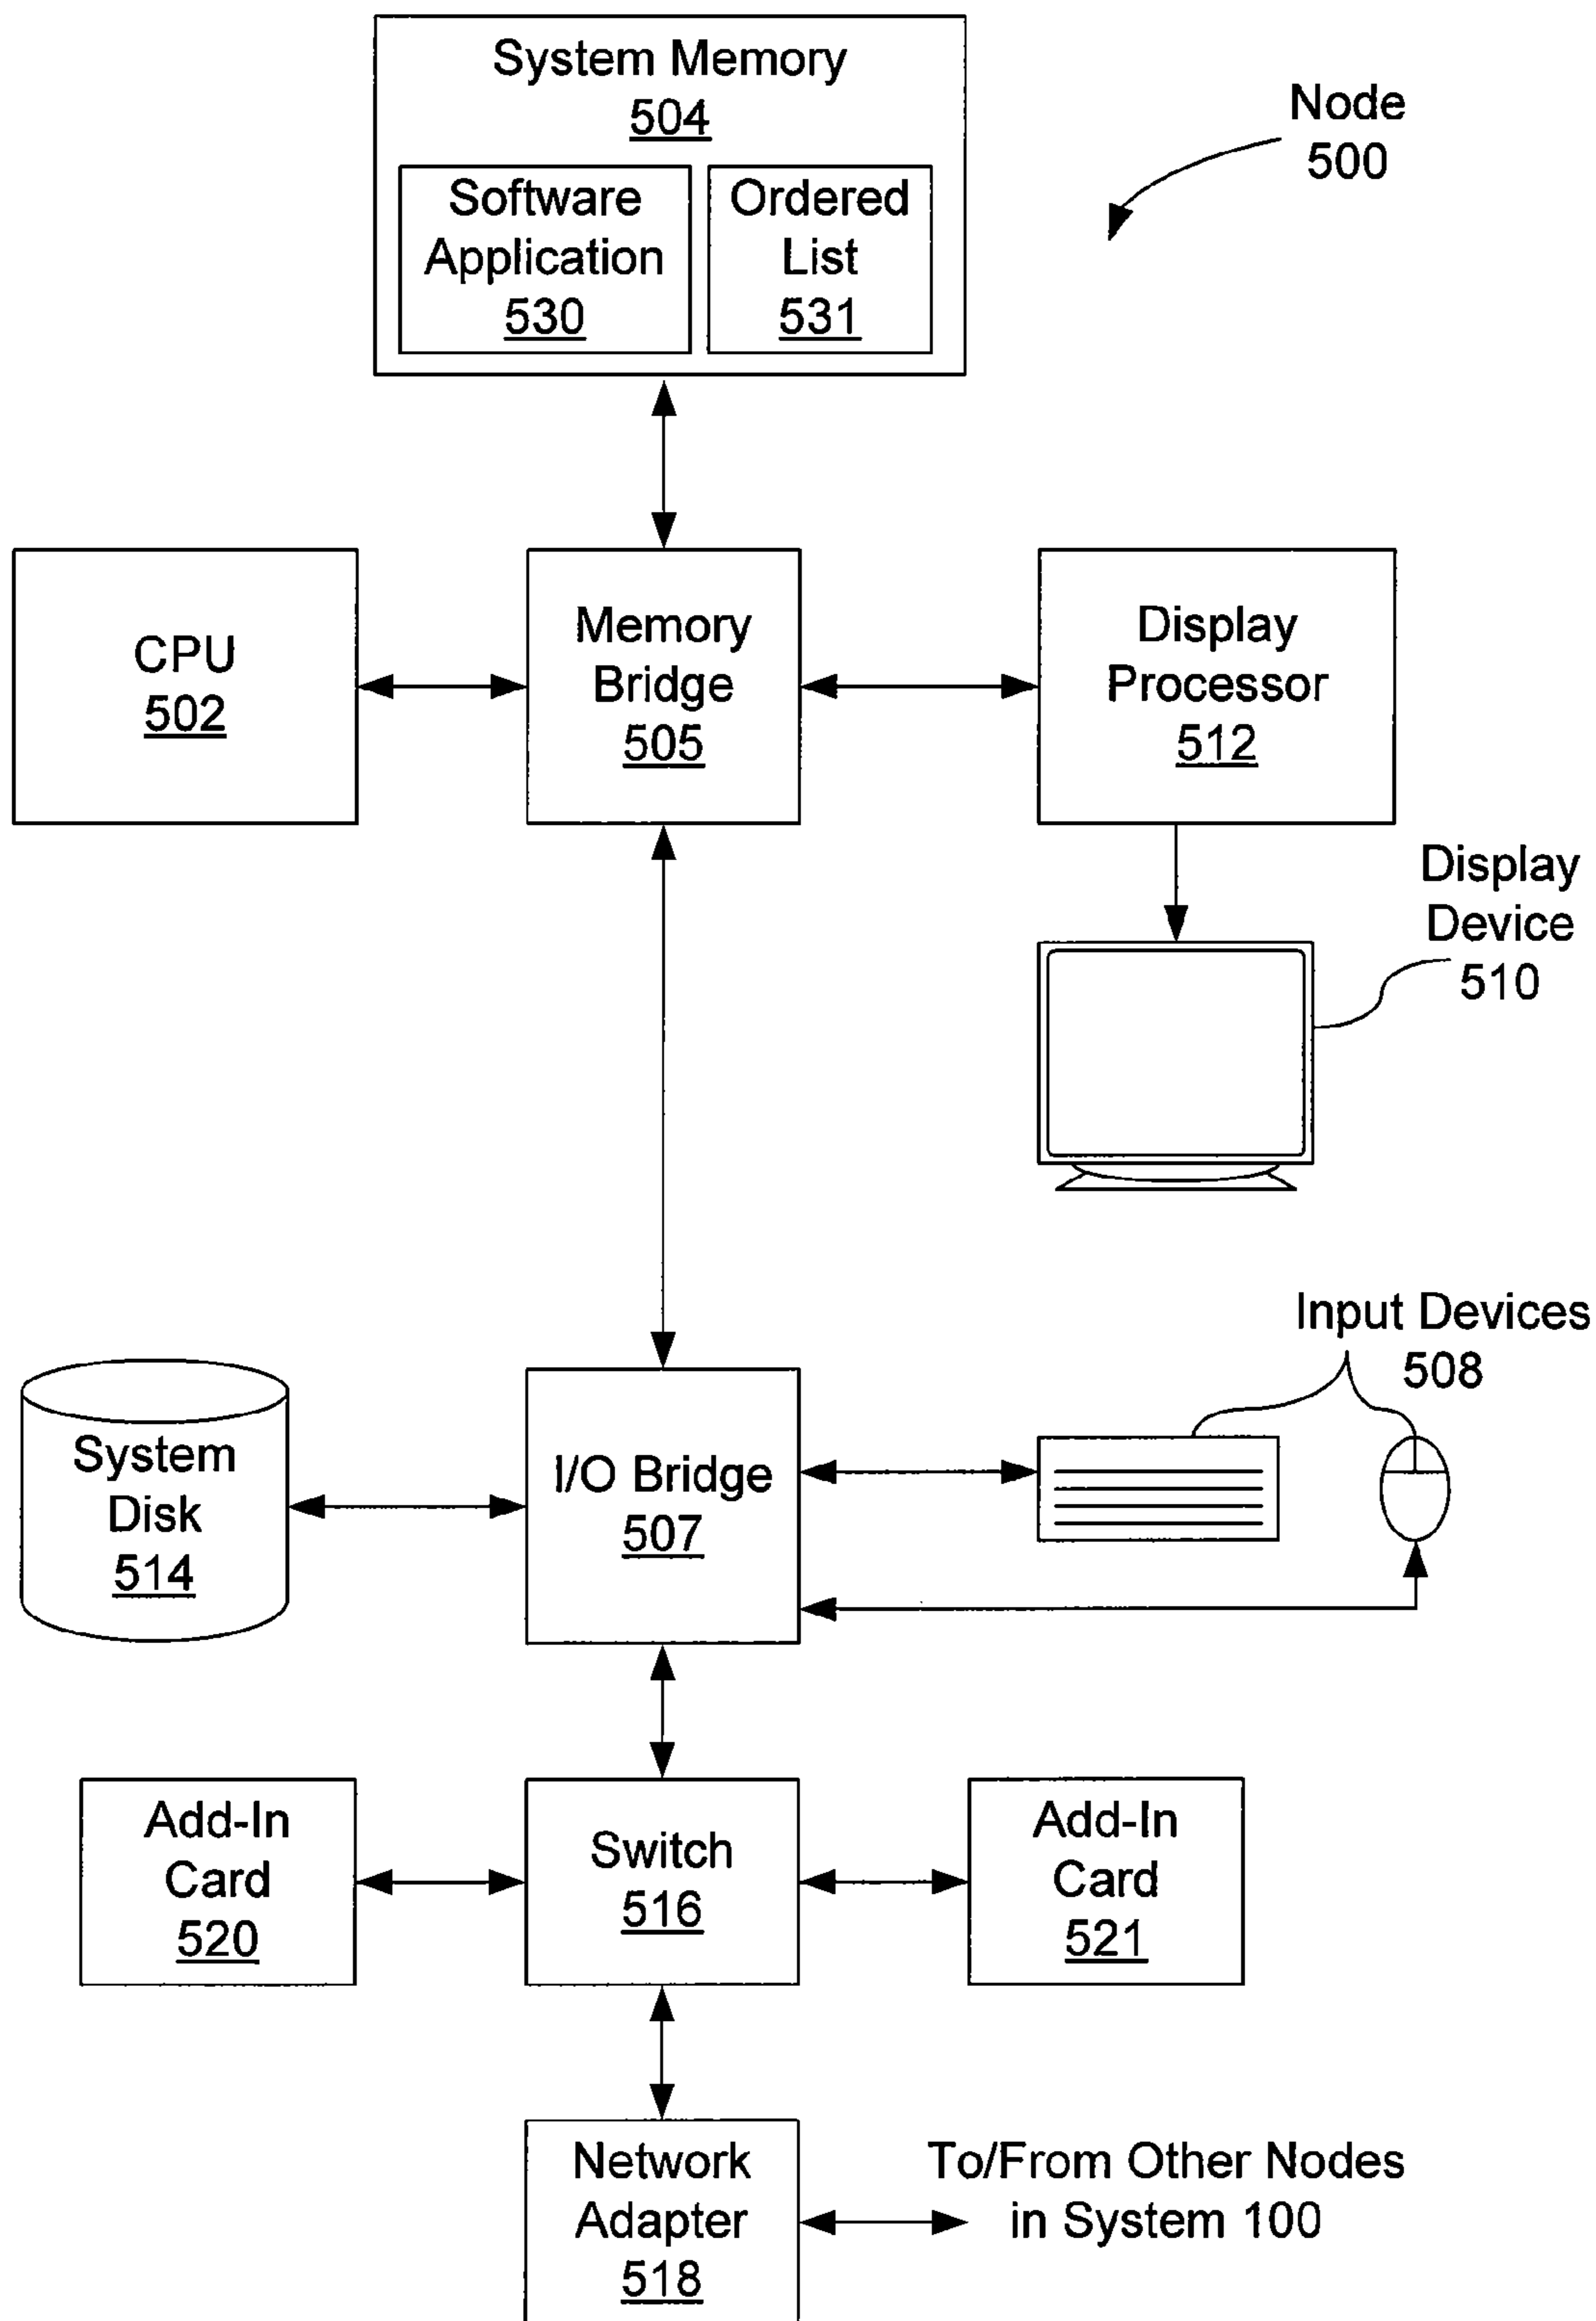 System Memory
504
Software
Application
530
Ordered
List
531
Node
500
CPU
502
Memory
Bridge
505
Display
Processor
512
Display
Device
510
Input Devices
508
System
Disk
514
I/O Bridge
507
Add-In
Card
520
Switch
516
Add-In
Card
521
Network
Adapter
518
To/From Other Nodes
in System 100